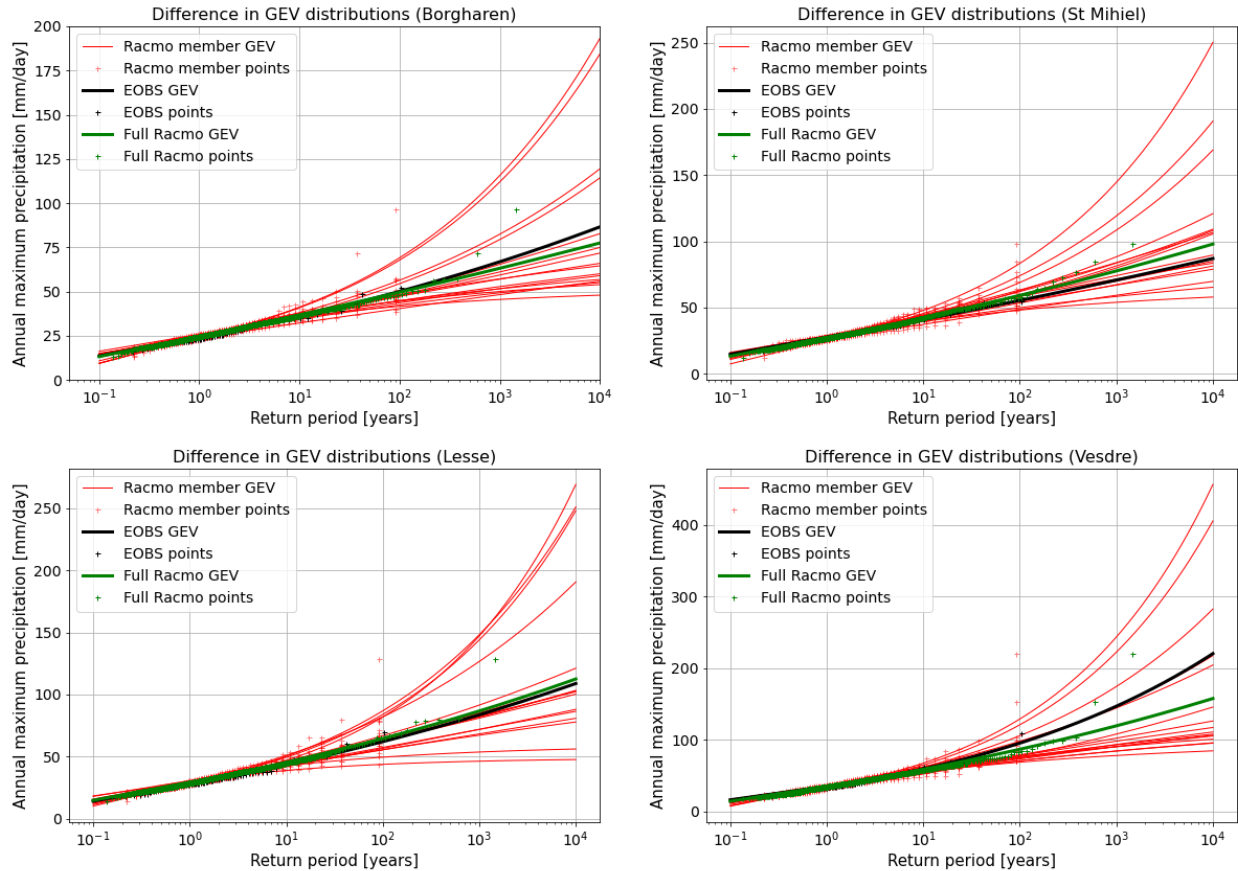 Difference in GEV distributions (Borgharen)
Annual maximum precipitation [mm/day]
200
175
150
125
100
75
50
25
0
Racmo member GEV
Racmo member points
EOBS GEV
EOBS points
Full Racmo GEV
Full Racmo points
10⁻¹ 10⁰ 10¹ 10² 10³ 10⁴
Return period [years]
Difference in GEV distributions (St Mihiel)
Annual maximum precipitation [mm/day]
250
200
150
100
50
0
Racmo member GEV
Racmo member points
EOBS GEV
EOBS points
Full Racmo GEV
Full Racmo points
10⁻¹ 10⁰ 10¹ 10² 10³ 10⁴
Return period [years]
Difference in GEV distributions (Lesse)
Annual maximum precipitation [mm/day]
250
200
150
100
50
0
Racmo member GEV
Racmo member points
EOBS GEV
EOBS points
Full Racmo GEV
Full Racmo points
10⁻¹ 10⁰ 10¹ 10² 10³ 10⁴
Return period [years]
Difference in GEV distributions (Vesdre)
Annual maximum precipitation [mm/day]
400
300
200
100
0
Racmo member GEV
Racmo member points
EOBS GEV
EOBS points
Full Racmo GEV
Full Racmo points
10⁻¹ 10⁰ 10¹ 10² 10³ 10⁴
Return period [years]